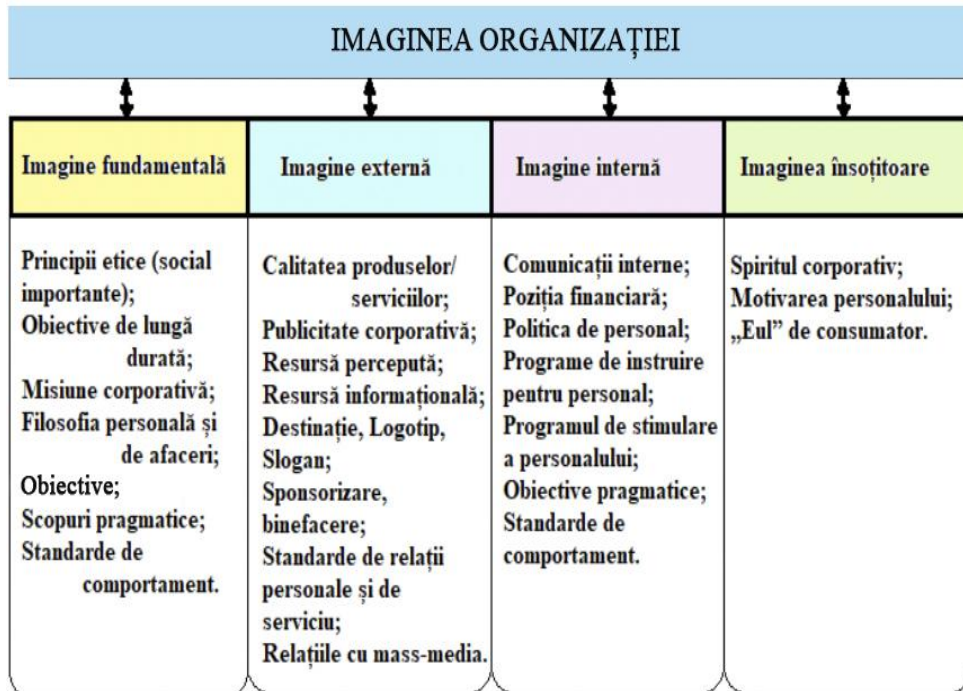 IMAGINEA ORGANIZAȚIEI
Imagine fundamentală
Imagine externă
Imagine internă
Imaginea însoțitoare
Principii etice (social
importante);
Obiective de lungă
durată;
Misiune corporativă;
Filosofia personală și
de afaceri;
Obiective;
Scopuri pragmatice;
Standarde de
comportament.
Calitatea produselor/
serviciilor;
Publicitate corporativă;
Resursă percepută;
Resursă informațională;
Destinație, Logotip,
Slogan;
Sponsorizare,
binefacere;
Standarde de relații
personale și de
serviciu;
Relațiile cu mass-media.
Comunicații interne;
Poziția financiară;
Politica de personal;
Programe de instruire
pentru personal;
Programul de stimulare
a personalului;
Obiective pragmatice;
Standarde de
comportament.
Spiritul corporativ;
Motivarea personalului;
„Eul” de consumator.